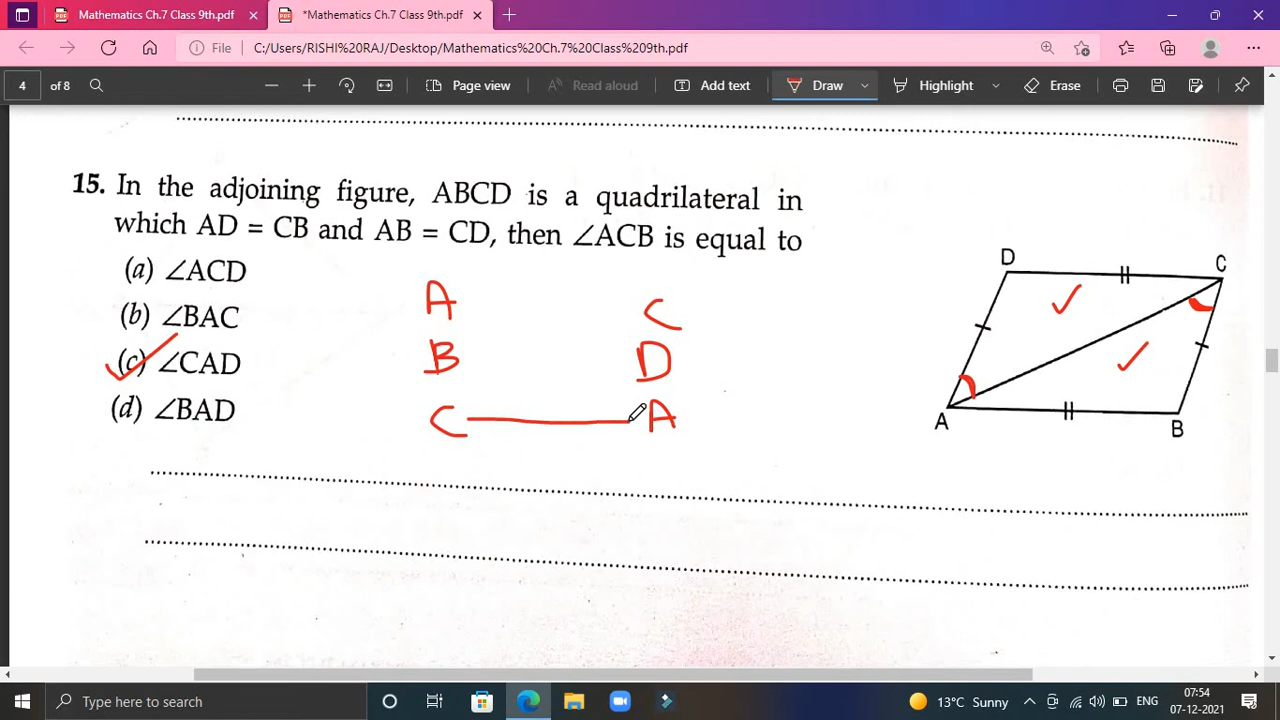 Mathematics Ch.7 Class 9th.pdf
*Mathematics Ch.7 Class 9th.pdf
File C:/Users/RISHI%20RAJ/Desktop/Mathematics%20Ch.7%20Class%209th.pdf
4 of 8 Page view Read aloud Add text Draw Highlight Erase
15. In the adjoining figure, ABCD is a quadrilateral in
which AD = CB and AB = CD, then ∠ACB is equal to
(a) ∠ACD
(b) ∠BAC
(c) ∠CAD
(d) ∠BAD
A C
B D
C A
D C
A B
Type here to search
13°C Sunny
ENG
07:54
07-12-2021